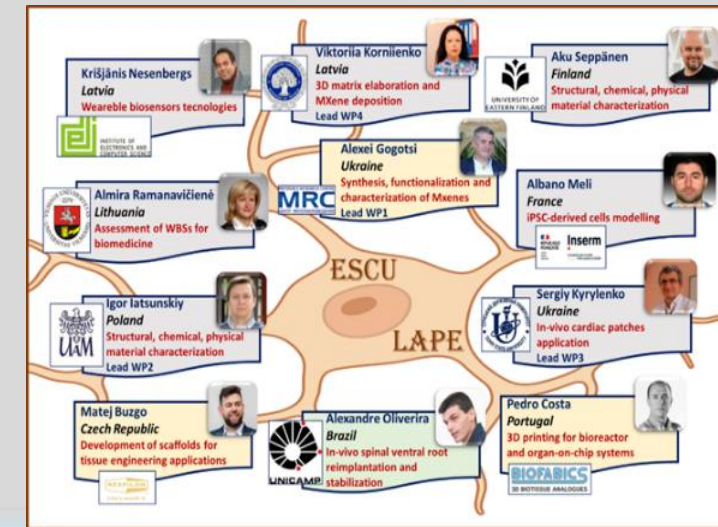 Krišjānis Nesenbergs
Latvia
Weareble biosensors tecnologies
INSTITUTE OF
ELECTRONICS AND
COMPUTER SCIENCE
Viktoriia Korniienko
Latvia
3D matrix elaboration and
MXene deposition
Lead WP4
Aku Seppänen
Finland
Structural, chemical, physical
material characterization
UNIVERSITY OF
EASTERN FINLAND
Alexei Gogotsi
Ukraine
Synthesis, functionalization and
characterization of Mxenes
Lead WP1
MRC
Almira Ramanavičienė
Lithuania
Assessment of WBSs for
biomedicine
Albano Meli
France
iPSC-derived cells modelling
Inserm
ESCU
LAPE
Igor Iatsunskiy
Poland
Structural, chemical, physical
material characterization
Lead WP2
UAM
Sergiy Kyrylenko
Ukraine
In-vivo cardiac patches
application
Lead WP3
Matej Buzgo
Czech Republic
Development of scaffolds for
tissue engineering applications
Alexandre Oliverira
Brazil
In-vivo spinal ventral root
reimplantation and
stabilization
UNICAMP
Pedro Costa
Portugal
3D printing for bioreactor
and organ-on-chip systems
BIOFABICS
3D BIOTISSUE ANALOGUES